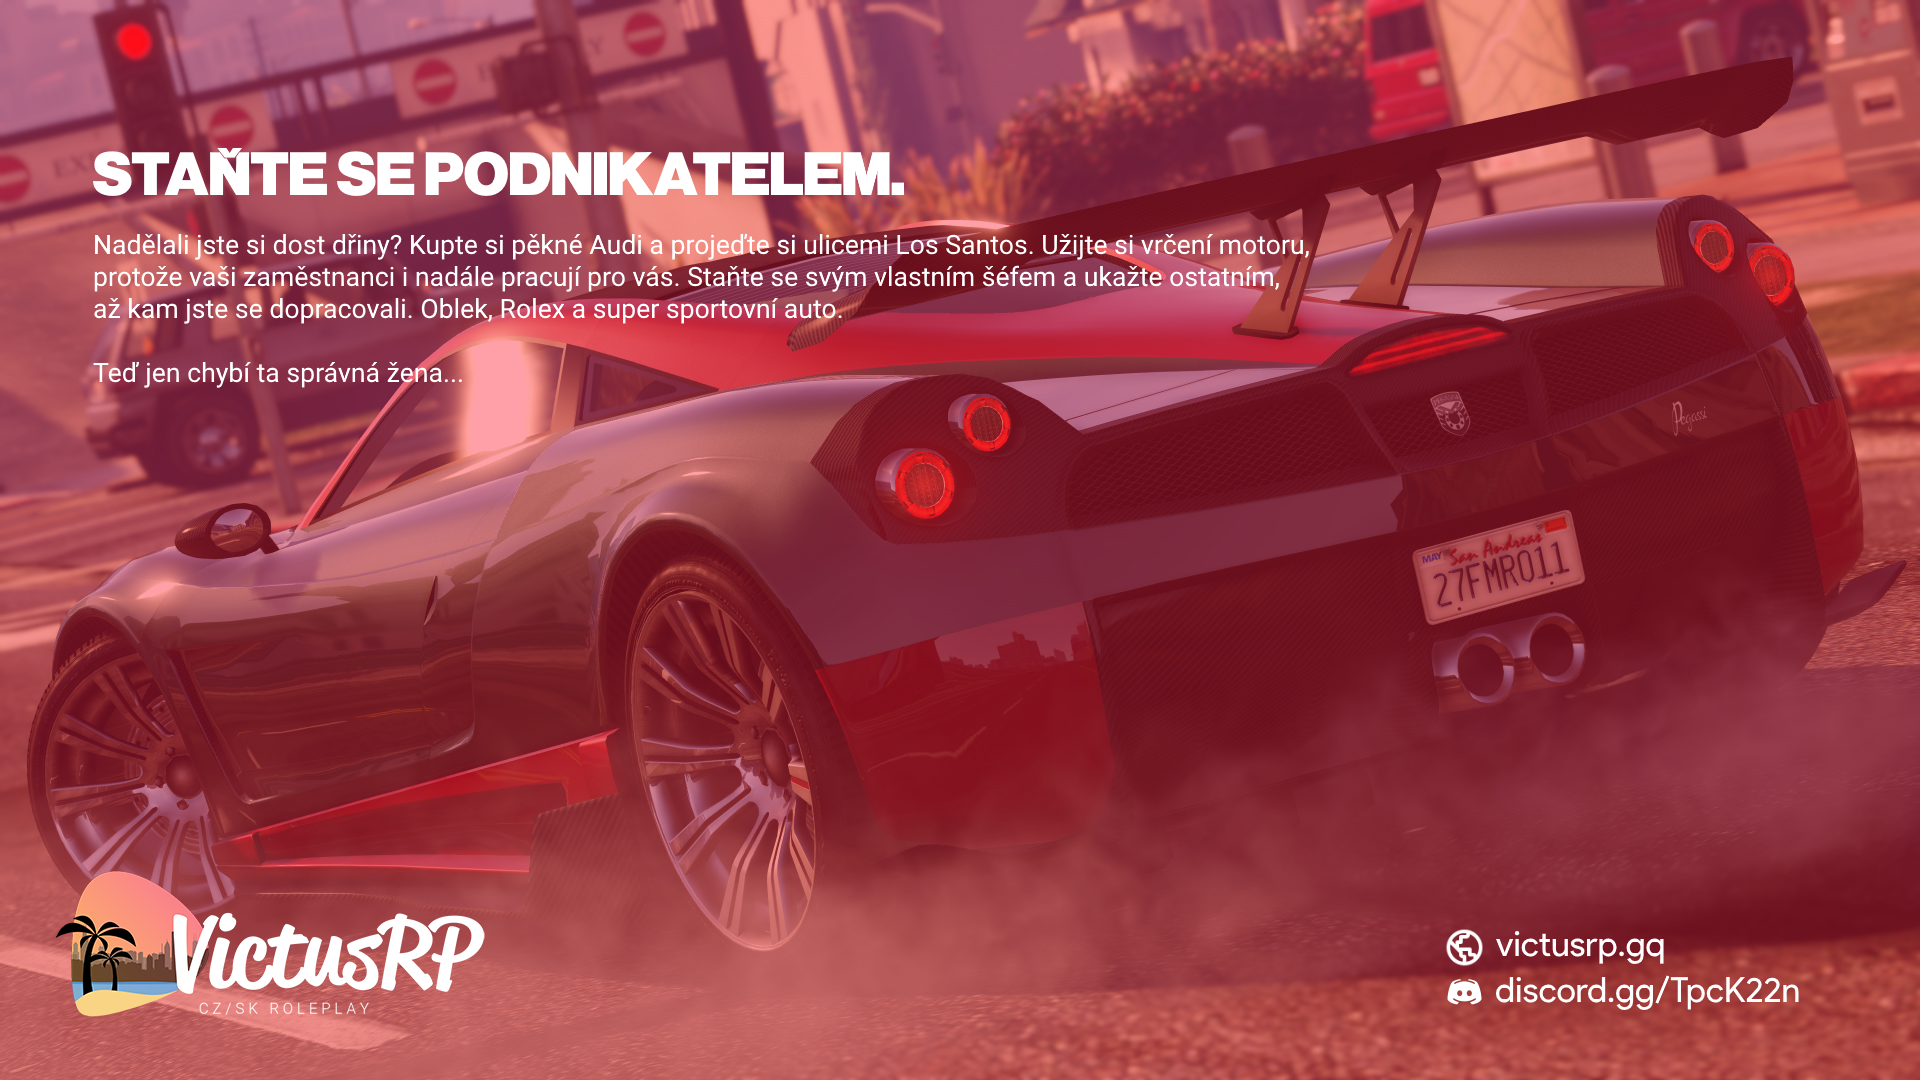 STAŇTE SE PODNIKATELEM.
Nadělali jste si dost dřiny? Kupte si pěkné Audi a projeďte si ulicemi Los Santos. Užijte si vrčení motoru,
protože vaši zaměstnanci i nadále pracují pro vás. Staňte se svým vlastním šéfem a ukažte ostatním,
až kam jste se dopracovali. Oblek, Rolex a super sportovní auto.
Teď jen chybí ta správná žena...
Pegassi
MAY San Andreas
27FMR011
VictusRP
CZ/SK ROLEPLAY
victusrp.gq
discord.gg/TpcK22n